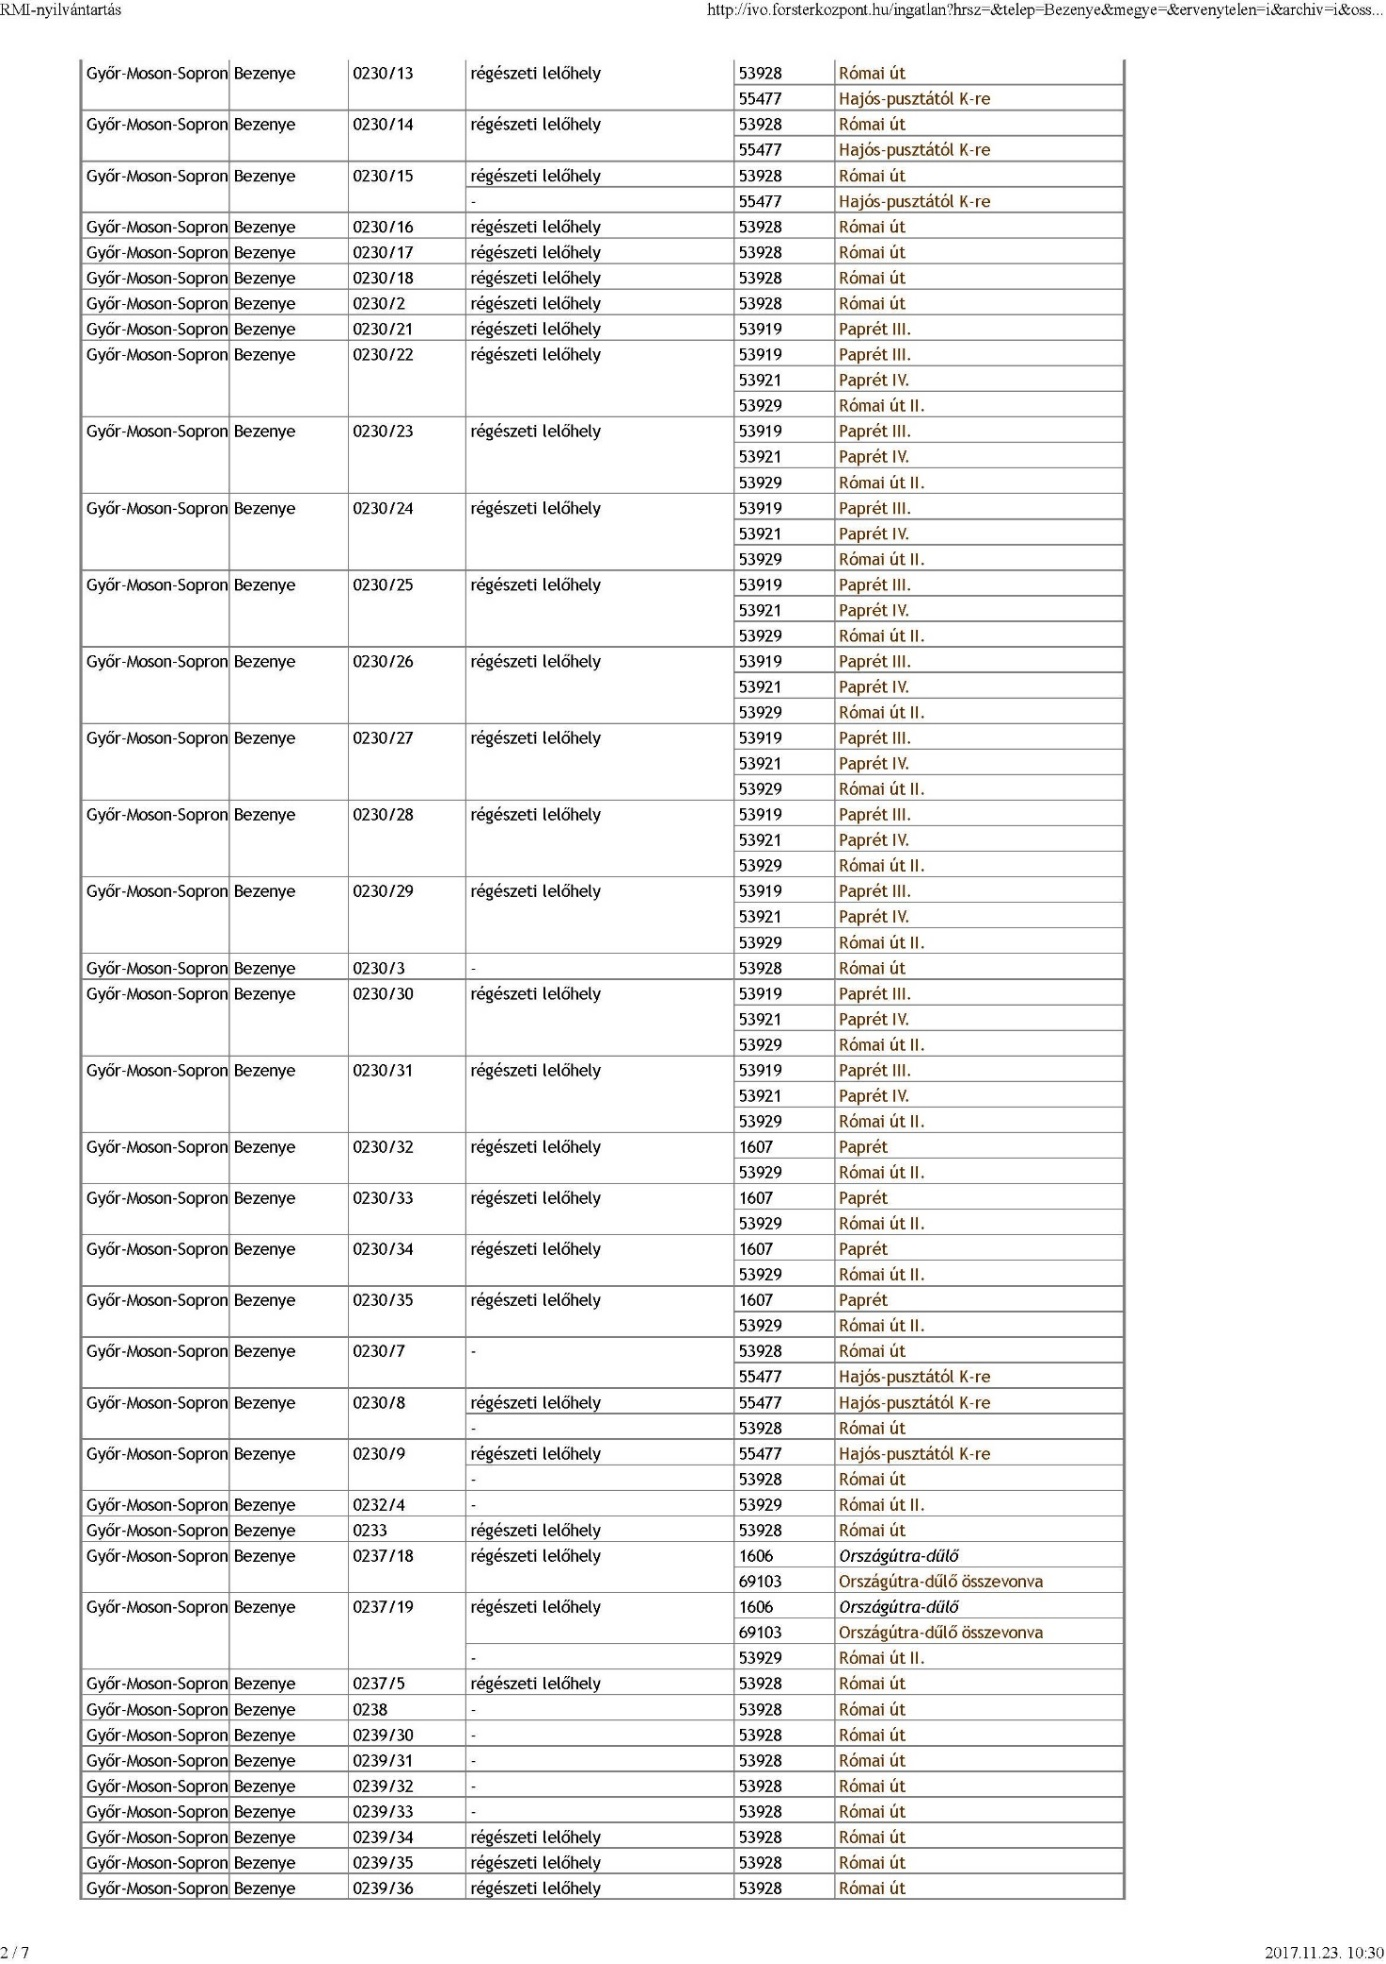 RMI-nyilvántartás http://ivo.forsterkozpont.hu/ingatlan?hrsz=&telep=Bezenye&megye=&ervenytelen=i&archiv=i&oss...
Győr-Moson-Sopron Bezenye 0230/13 régészeti lelőhely 53928 Római út
55477 Hajós-pusztától K-re
Győr-Moson-Sopron Bezenye 0230/14 régészeti lelőhely 53928 Római út
55477 Hajós-pusztától K-re
Győr-Moson-Sopron Bezenye 0230/15 régészeti lelőhely 53928 Római út
- 55477 Hajós-pusztától K-re
Győr-Moson-Sopron Bezenye 0230/16 régészeti lelőhely 53928 Római út
Győr-Moson-Sopron Bezenye 0230/17 régészeti lelőhely 53928 Római út
Győr-Moson-Sopron Bezenye 0230/18 régészeti lelőhely 53928 Római út
Győr-Moson-Sopron Bezenye 0230/2 régészeti lelőhely 53928 Római út
Győr-Moson-Sopron Bezenye 0230/21 régészeti lelőhely 53919 Paprét III.
Győr-Moson-Sopron Bezenye 0230/22 régészeti lelőhely 53919 Paprét III.
53921 Paprét IV.
53929 Római út II.
Győr-Moson-Sopron Bezenye 0230/23 régészeti lelőhely 53919 Paprét III.
53921 Paprét IV.
53929 Római út II.
Győr-Moson-Sopron Bezenye 0230/24 régészeti lelőhely 53919 Paprét III.
53921 Paprét IV.
53929 Római út II.
Győr-Moson-Sopron Bezenye 0230/25 régészeti lelőhely 53919 Paprét III.
53921 Paprét IV.
53929 Római út II.
Győr-Moson-Sopron Bezenye 0230/26 régészeti lelőhely 53919 Paprét III.
53921 Paprét IV.
53929 Római út II.
Győr-Moson-Sopron Bezenye 0230/27 régészeti lelőhely 53919 Paprét III.
53921 Paprét IV.
53929 Római út II.
Győr-Moson-Sopron Bezenye 0230/28 régészeti lelőhely 53919 Paprét III.
53921 Paprét IV.
53929 Római út II.
Győr-Moson-Sopron Bezenye 0230/29 régészeti lelőhely 53919 Paprét III.
53921 Paprét IV.
53929 Római út II.
Győr-Moson-Sopron Bezenye 0230/3 - 53928 Római út
Győr-Moson-Sopron Bezenye 0230/30 régészeti lelőhely 53919 Paprét III.
53921 Paprét IV.
53929 Római út II.
Győr-Moson-Sopron Bezenye 0230/31 régészeti lelőhely 53919 Paprét III.
53921 Paprét IV.
53929 Római út II.
Győr-Moson-Sopron Bezenye 0230/32 régészeti lelőhely 1607 Paprét
53929 Római út II.
Győr-Moson-Sopron Bezenye 0230/33 régészeti lelőhely 1607 Paprét
53929 Római út II.
Győr-Moson-Sopron Bezenye 0230/34 régészeti lelőhely 1607 Paprét
53929 Római út II.
Győr-Moson-Sopron Bezenye 0230/35 régészeti lelőhely 1607 Paprét
53929 Római út II.
Győr-Moson-Sopron Bezenye 0230/7 - 53928 Római út
55477 Hajós-pusztától K-re
Győr-Moson-Sopron Bezenye 0230/8 régészeti lelőhely 55477 Hajós-pusztától K-re
- 53928 Római út
Győr-Moson-Sopron Bezenye 0230/9 régészeti lelőhely 55477 Hajós-pusztától K-re
- 53928 Római út
Győr-Moson-Sopron Bezenye 0232/4 - 53929 Római út II.
Győr-Moson-Sopron Bezenye 0233 régészeti lelőhely 53928 Római út
Győr-Moson-Sopron Bezenye 0237/18 régészeti lelőhely 1606 Országútra-dűlő
69103 Országútra-dűlő összevonva
Győr-Moson-Sopron Bezenye 0237/19 régészeti lelőhely 1606 Országútra-dűlő
69103 Országútra-dűlő összevonva
- 53929 Római út II.
Győr-Moson-Sopron Bezenye 0237/5 régészeti lelőhely 53928 Római út
Győr-Moson-Sopron Bezenye 0238 - 53928 Római út
Győr-Moson-Sopron Bezenye 0239/30 - 53928 Római út
Győr-Moson-Sopron Bezenye 0239/31 - 53928 Római út
Győr-Moson-Sopron Bezenye 0239/32 - 53928 Római út
Győr-Moson-Sopron Bezenye 0239/33 - 53928 Római út
Győr-Moson-Sopron Bezenye 0239/34 régészeti lelőhely 53928 Római út
Győr-Moson-Sopron Bezenye 0239/35 régészeti lelőhely 53928 Római út
Győr-Moson-Sopron Bezenye 0239/36 régészeti lelőhely 53928 Római út
2 / 7 2017.11.23. 10:30